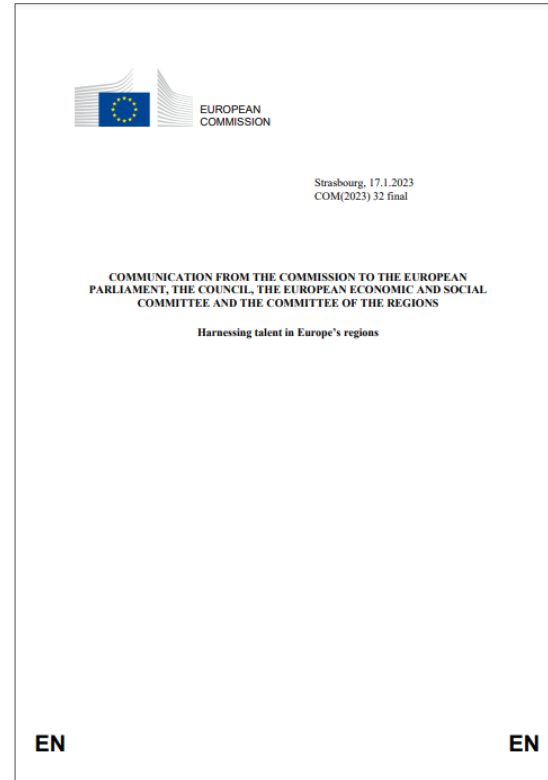 EUROPEAN
COMMISSION
Strasbourg, 17.1.2023
COM(2023) 32 final
COMMUNICATION FROM THE COMMISSION TO THE EUROPEAN
PARLIAMENT, THE COUNCIL, THE EUROPEAN ECONOMIC AND SOCIAL
COMMITTEE AND THE COMMITTEE OF THE REGIONS
Harnessing talent in Europe’s regions
EN EN